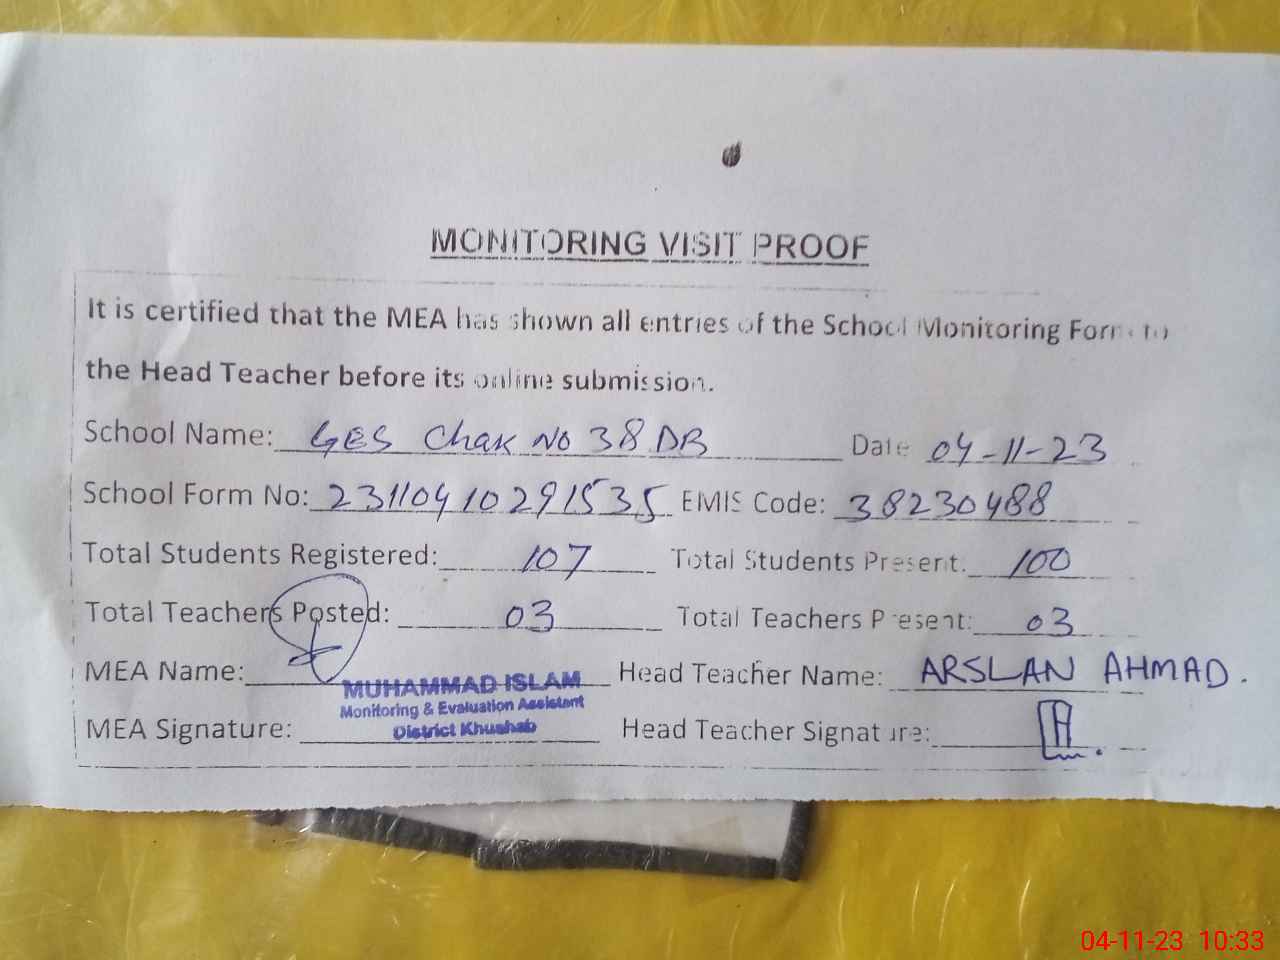 MONITORING VISIT PROOF
It is certified that the MEA has shown all entries of the School Monitoring Form to
the Head Teacher before its online submission.
School Name: GES Chak No 38 DB Date 04-11-23
School Form No: 23110410291535 EMIS Code: 38230488
Total Students Registered: 107 Total Students Present: 100
Total Teachers Posted: 03 Total Teachers Present: 03
MEA Name: MUHAMMAD ISLAM Head Teacher Name: ARSLAN AHMAD.
Monitoring & Evaluation Assistant
MEA Signature: District Khushab Head Teacher Signature:
04-11-23 10:33